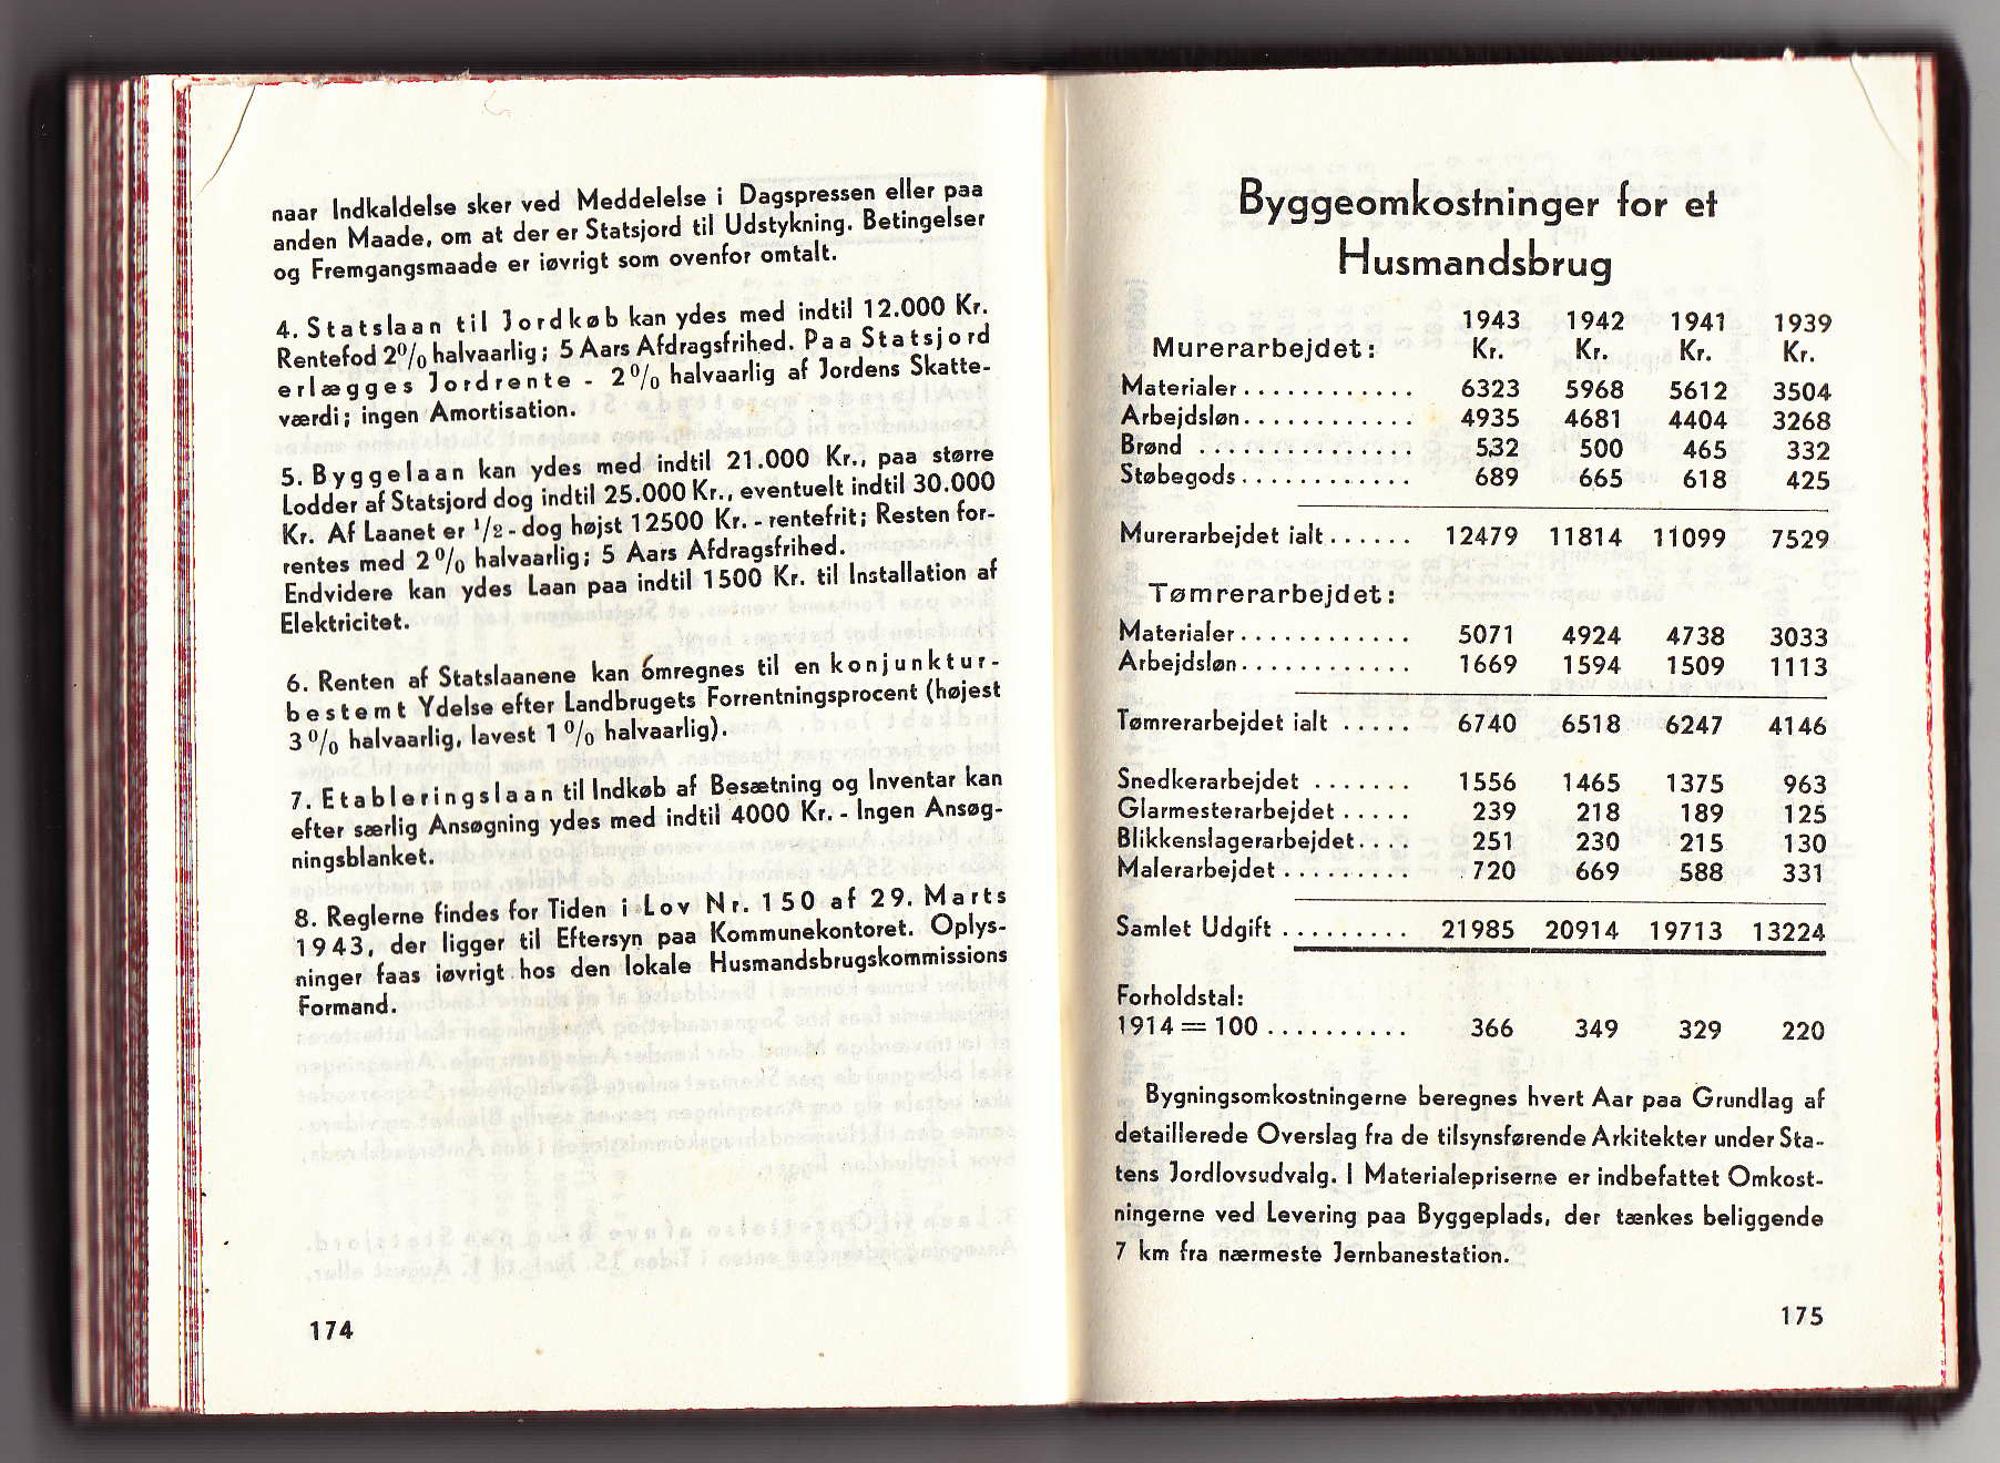 naar Indkaldelse sker ved Meddelelse i Dagspressen eller paa
anden Maade, om at der er Statsjord til Udstykning. Betingelser
og Fremgangsmaade er iøvrigt som ovenfor omtalt.
4. Statslaan til Jordkøb kan ydes med indtil 12.000 Kr.
Rentefod 2% halvaarlig; 5 Aars Afdragsfrihed. Paa Statsjord
erlægges Jordrente - 2% halvaarlig af Jordens Skatte-
værdi; ingen Amortisation.
5. Byggelaan kan ydes med indtil 21.000 Kr., paa større
Lodder af Statsjord dog indtil 25.000 Kr., eventuelt indtil 30.000
Kr. Af Laanet er 1/2 - dog højst 12500 Kr. - rentefrit; Resten for-
rentes med 2% halvaarlig; 5 Aars Afdragsfrihed.
Endvidere kan ydes Laan paa indtil 1500 Kr. til Installation af
Elektricitet.
6. Renten af Statslaanene kan omregnes til en konjunktur-
bestemt Ydelse efter Landbrugets Forrentningsprocent (højest
3% halvaarlig, lavest 1% halvaarlig).
7. Etableringslaan til Indkøb af Besætning og Inventar kan
efter særlig Ansøgning ydes med indtil 4000 Kr. - Ingen Ansøg-
ningsblanket.
8. Reglerne findes for Tiden i Lov Nr. 150 af 29. Marts
1943, der ligger til Eftersyn paa Kommunekontoret. Oplys-
ninger faas iøvrigt hos den lokale Husmandsbrugskommissions
Formand.
174
Byggeomkostninger for et
Husmandsbrug
1943 1942 1941 1939
Murerarbejdet: Kr. Kr. Kr. Kr.
Materialer............ 6323 5968 5612 3504
Arbejdsløn............ 4935 4681 4404 3268
Brønd ............... 532 500 465 332
Støbegods............ 689 665 618 425
Murerarbejdet ialt...... 12479 11814 11099 7529
Tømrerarbejdet:
Materialer............ 5071 4924 4738 3033
Arbejdsløn............ 1669 1594 1509 1113
Tømrerarbejdet ialt ..... 6740 6518 6247 4146
Snedkerarbejdet ....... 1556 1465 1375 963
Glarmesterarbejdet ..... 239 218 189 125
Blikkenslagerarbejdet.... 251 230 215 130
Malerarbejdet ......... 720 669 588 331
Samlet Udgift ......... 21985 20914 19713 13224
Forholdstal:
1914 = 100 .......... 366 349 329 220
Bygningsomkostningerne beregnes hvert Aar paa Grundlag af
detaillerede Overslag fra de tilsynsførende Arkitekter under Sta-
tens Jordlovsudvalg. I Materialepriserne er indbefattet Omkost-
ningerne ved Levering paa Byggeplads, der tænkes beliggende
7 km fra nærmeste Jernbanestation.
175